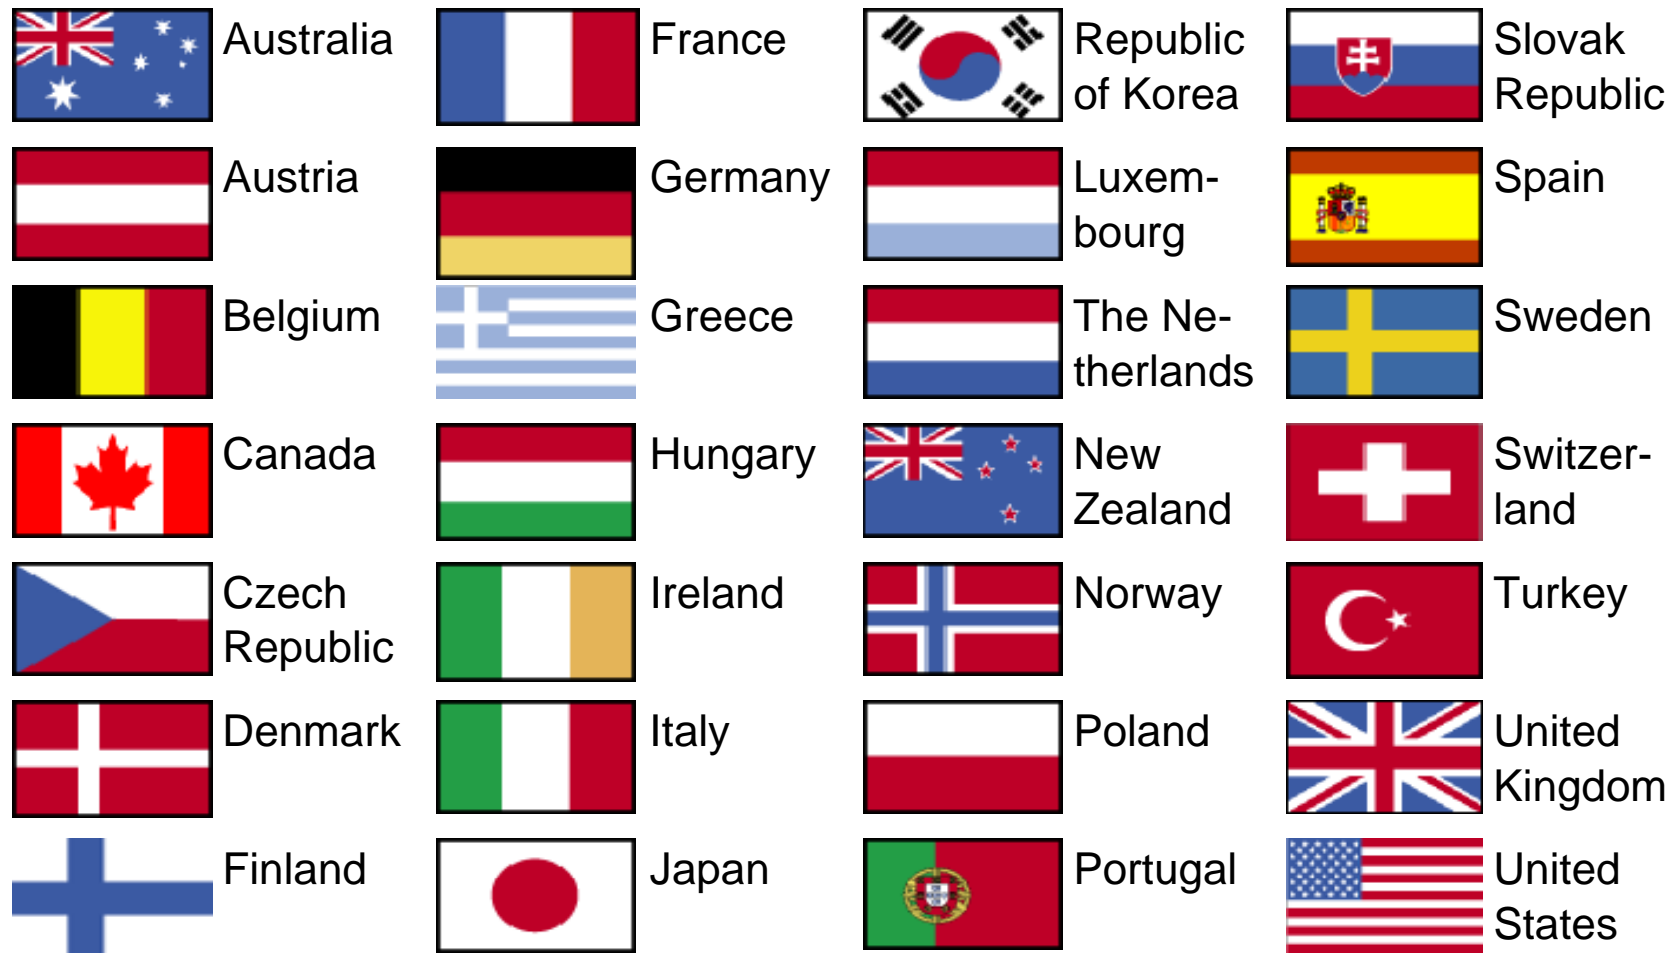 Australia
Austria
Belgium
Canada
Czech
Republic
Denmark
Finland
France
Germany
Greece
Hungary
Ireland
Italy
Japan
Republic
of Korea
Luxem-
bourg
The Ne-
therlands
New
Zealand
Norway
Poland
Portugal
Slovak
Republic
Spain
Sweden
Switzer-
land
Turkey
United
Kingdom
United
States